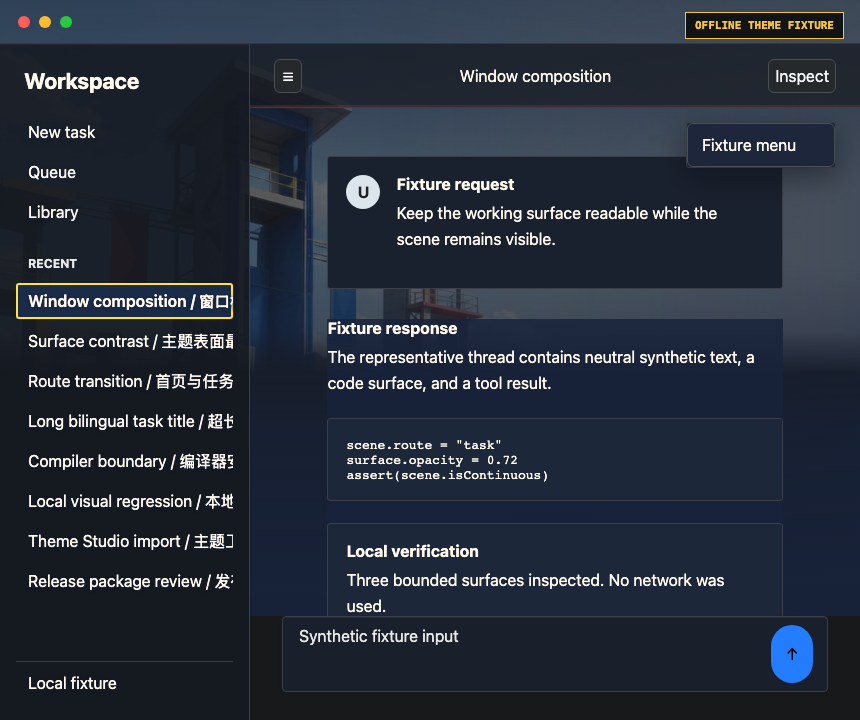 OFFLINE THEME FIXTURE
Workspace
New task
Queue
Library
RECENT
Window composition / 窗口
Surface contrast / 主题表面
Route transition / 首页与任务
Long bilingual task title / 超
Compiler boundary / 编译器
Local visual regression / 本地
Theme Studio import / 主题
Release package review / 发
Local fixture
Window composition
Inspect
Fixture menu
U
Fixture request
Keep the working surface readable while the
scene remains visible.
Fixture response
The representative thread contains neutral synthetic text, a
code surface, and a tool result.
scene.route = "task"
surface.opacity = 0.72
assert(scene.isContinuous)
Local verification
Three bounded surfaces inspected. No network was
used.
Synthetic fixture input